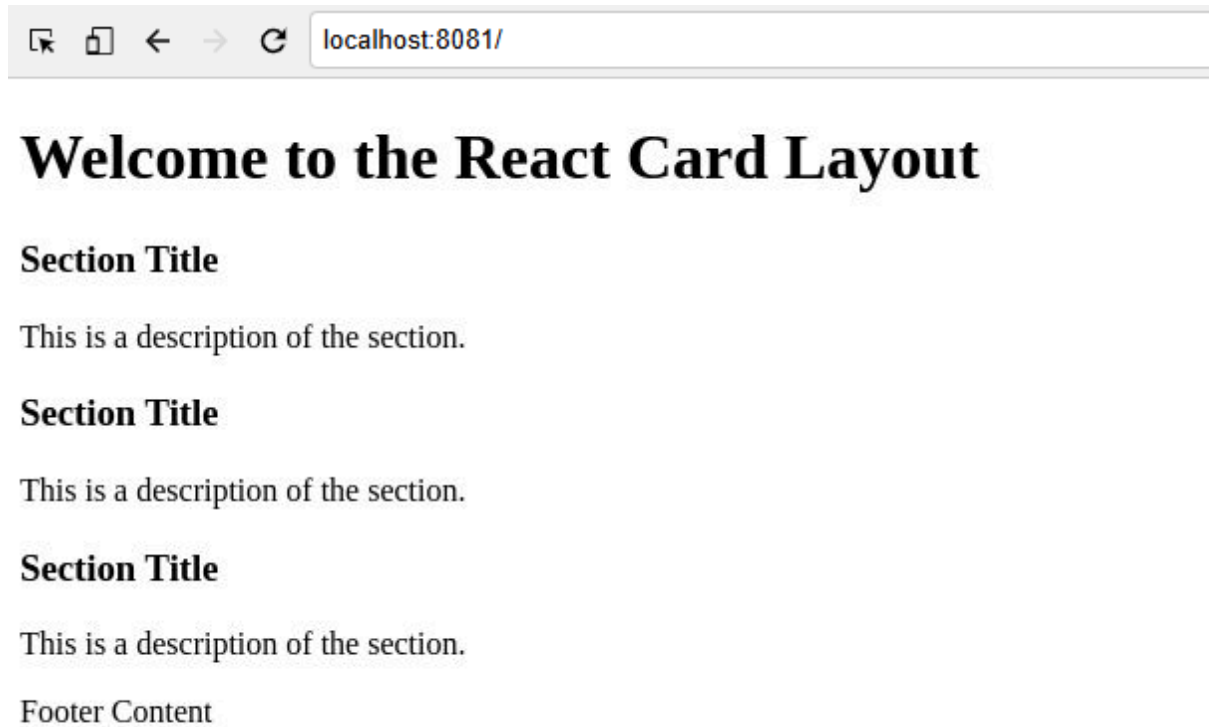 localhost:8081/
Welcome to the React Card Layout
Section Title
This is a description of the section.
Section Title
This is a description of the section.
Section Title
This is a description of the section.
Footer Content